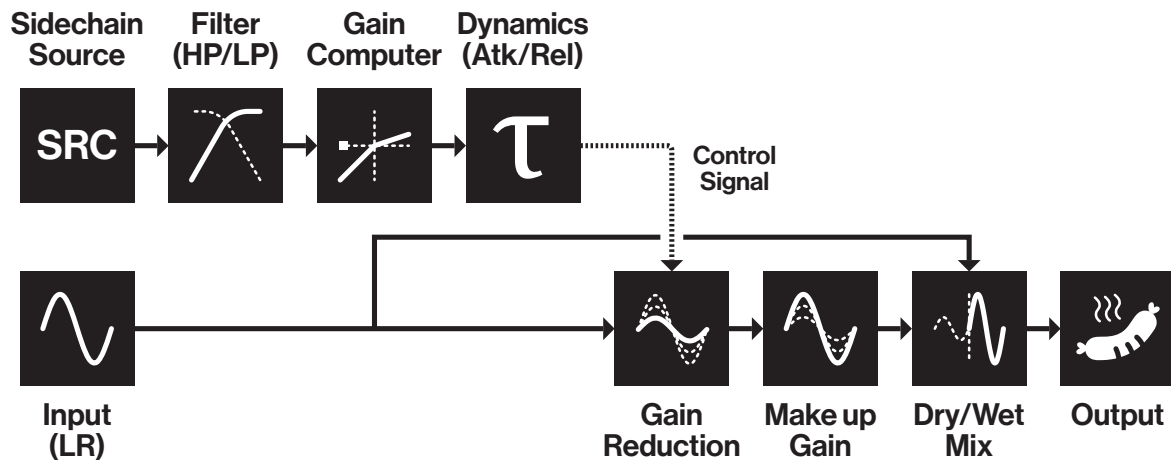 Sidechain
Source
Filter
(HP/LP)
Gain
Computer
Dynamics
(Atk/Rel)
SRC
τ
Control
Signal
Input
(LR)
Gain
Reduction
Make up
Gain
Dry/Wet
Mix
Output